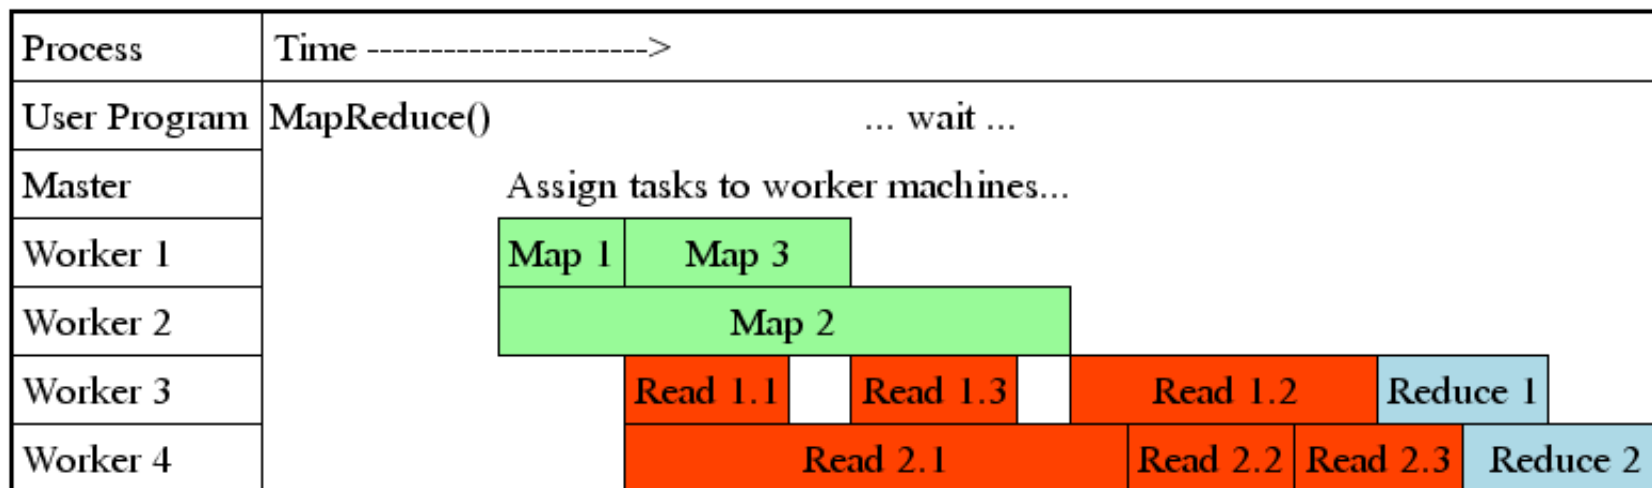 Process Time ---------------------->
User Program MapReduce() ... wait ...
Master Assign tasks to worker machines...
Worker 1 Map 1 Map 3
Worker 2 Map 2
Worker 3 Read 1.1 Read 1.3 Read 1.2 Reduce 1
Worker 4 Read 2.1 Read 2.2 Read 2.3 Reduce 2